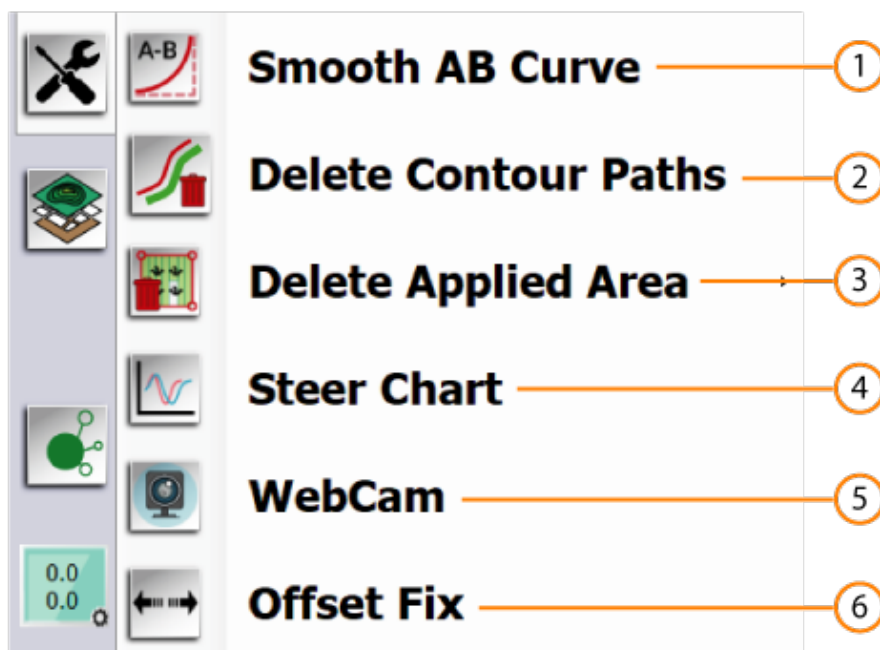 A-B
Smooth AB Curve
1
Delete Contour Paths
2
Delete Applied Area
3
Steer Chart
4
WebCam
5
0.0
0.0
Offset Fix
6